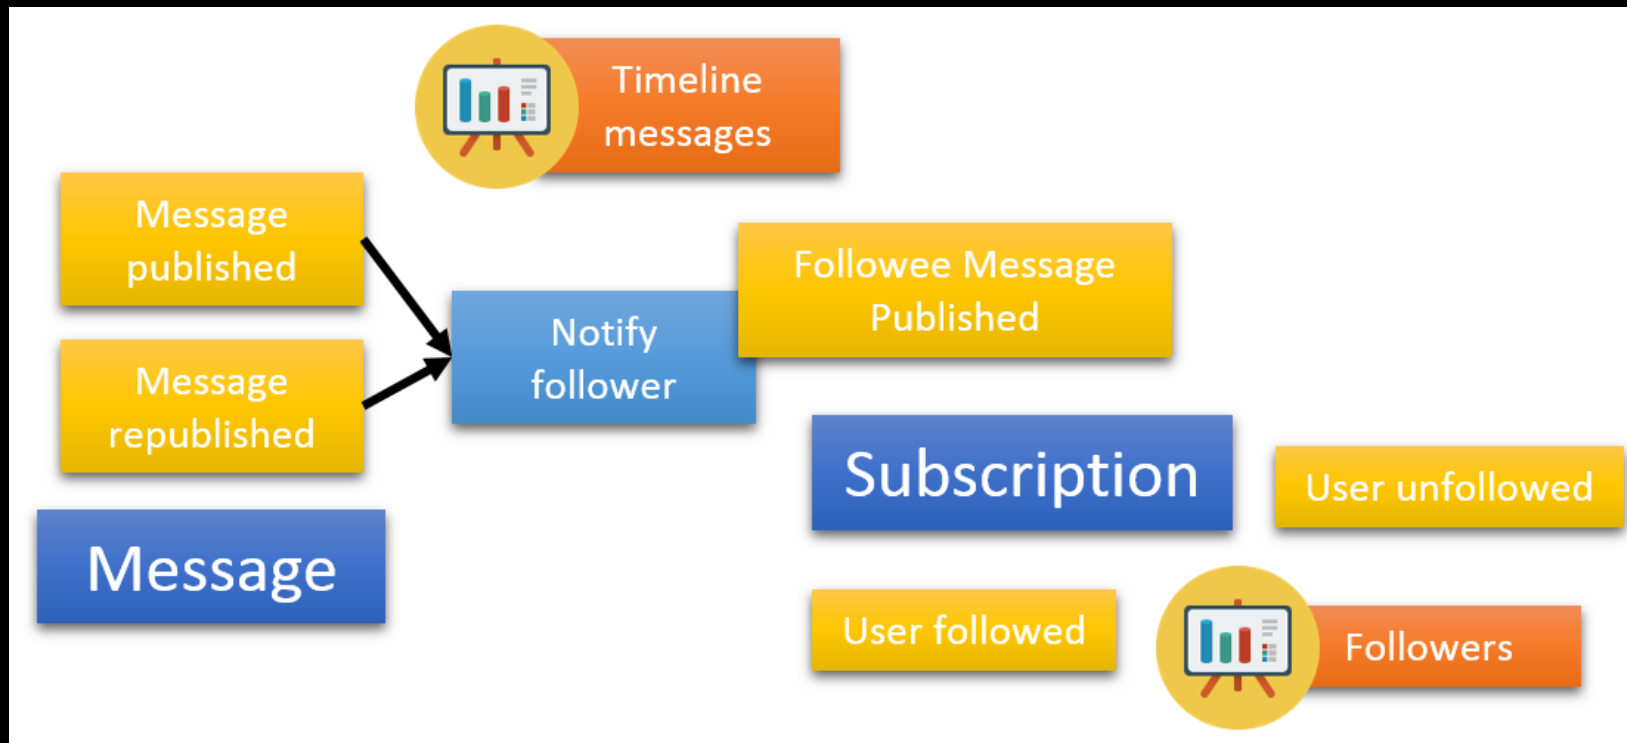 Timeline
messages
Message
published
Followee Message
Published
Notify
follower
Message
republished
Subscription
User unfollowed
Message
User followed
Followers